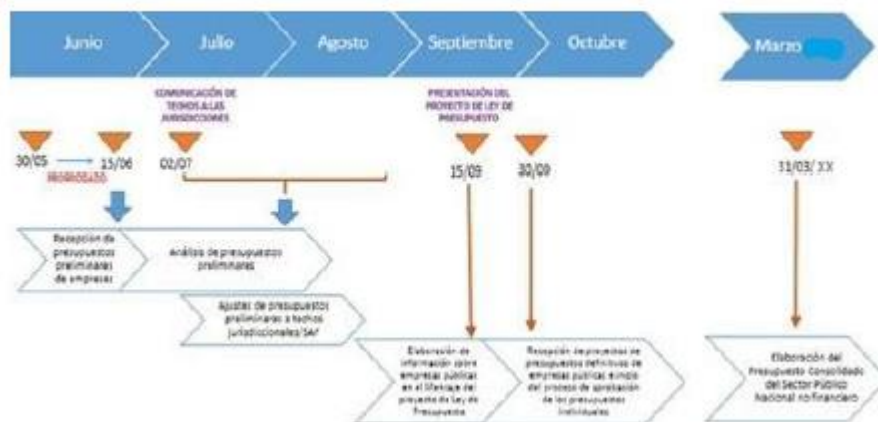 Junio
Julio
Agosto
Septiembre
Octubre
Marzo
COMUNICACIÓN DE
TECHOS A LAS
JURISDICCIONES
PRESENTACIÓN DEL
PROYECTO DE LEY DE
PRESUPUESTO
30/05
15/06
02/07
15/09
30/09
31/03/ XX
PRORROGADO
Recepción de
presupuestos
preliminares
de empresas
Análisis de presupuestos
preliminares
Ajustes de presupuestos
preliminares a techos
jurisdiccionales/SAF
Elaboración de
información sobre
empresas públicas
en el Mensaje del
proyecto de Ley de
Presupuesto
Recepción de proyectos de
presupuestos definitivos de
empresas públicas e inicio
del proceso de aprobación
de los presupuestos
individuales
Elaboración del
Presupuesto Consolidado
del Sector Público
Nacional no financiero